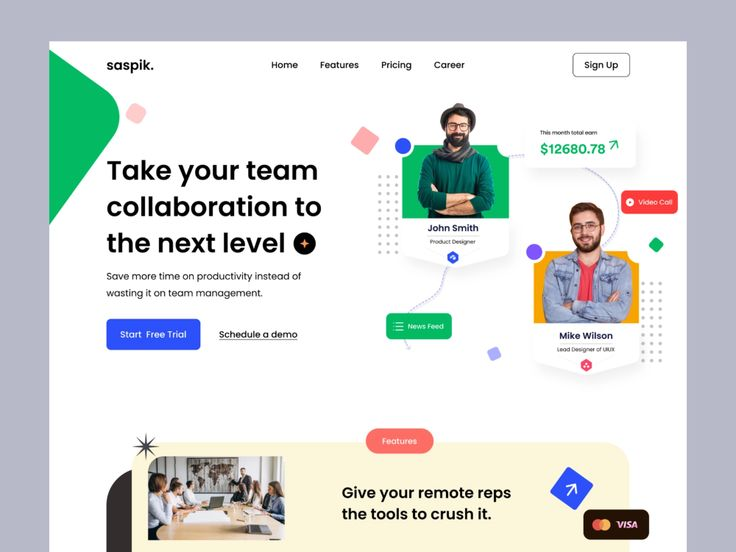 saspik.
Home Features Pricing Career
Sign Up
Take your team
collaboration to
the next level
Save more time on productivity instead of
wasting it on team management.
Start Free Trial
Schedule a demo
This month total earn
$12680.78
Video Call
John Smith
Product Designer
News Feed
Mike Wilson
Lead Designer of UIUX
Features
Give your remote reps
the tools to crush it.
VISA